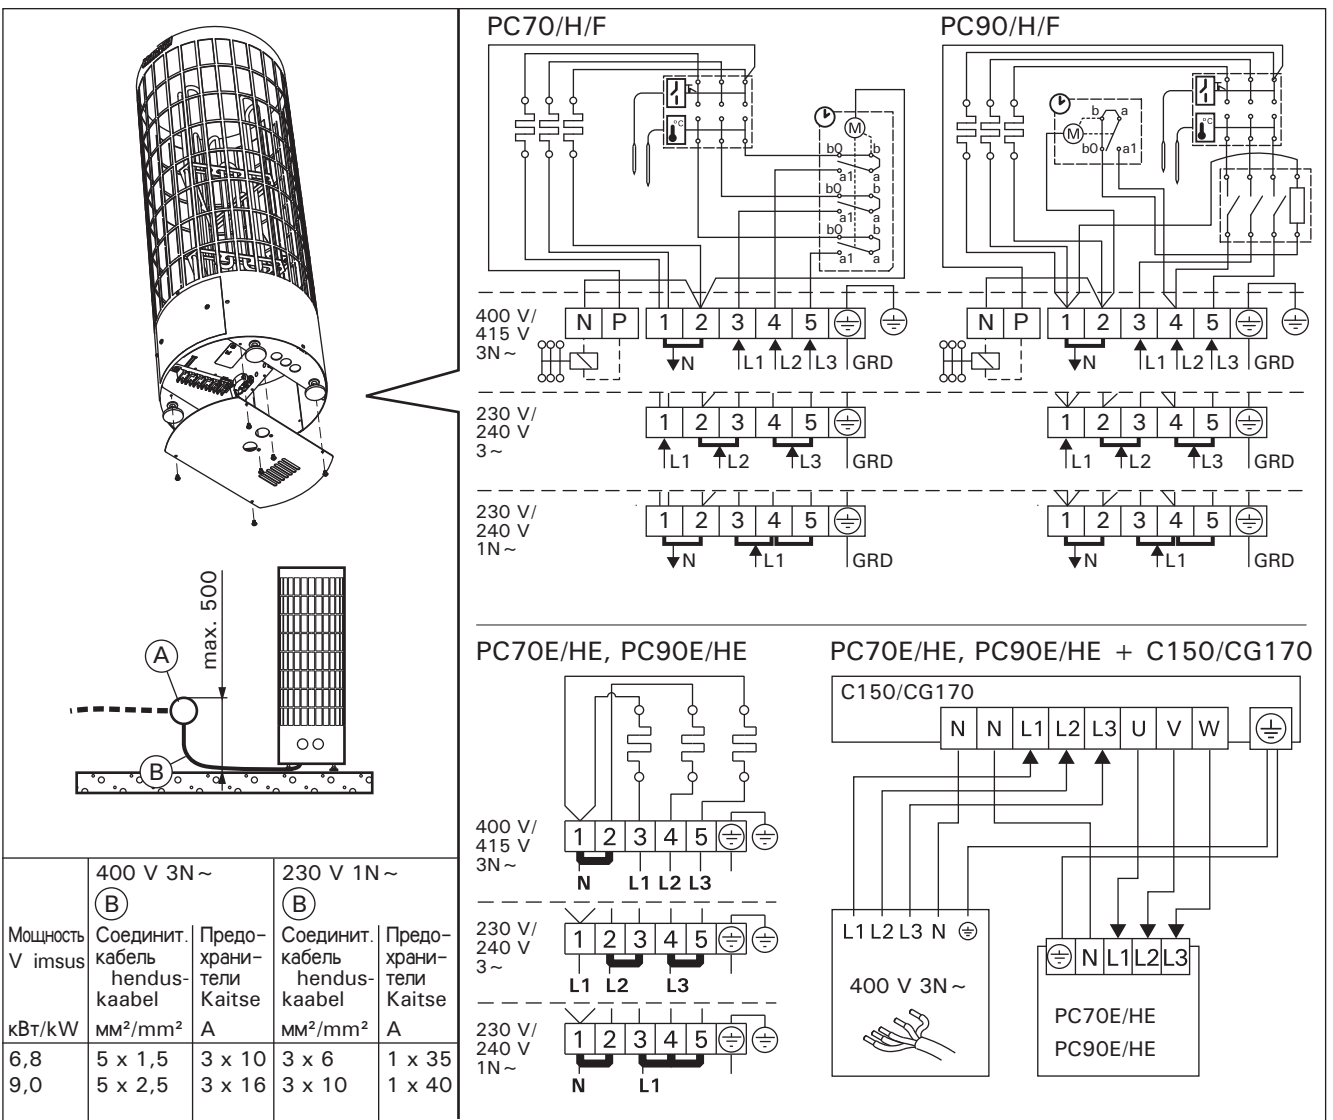 max. 500
A
B
400 V 3N~
230 V 1N~
B
B
Мощность
V imsus
Соединит. кабель
hendus-
kaabel
Предо-
храни-
тели
Kaitse
Соединит. кабель
hendus-
kaabel
Предо-
храни-
тели
Kaitse
кВт/kW мм²/mm² A мм²/mm² A
6,8 5 x 1,5 3 x 10 3 x 6 1 x 35
9,0 5 x 2,5 3 x 16 3 x 10 1 x 40
PC70/H/F
°C
M
b0 b
a1 a
b0 b
a1 a
b0 b
a1 a
400 V/
415 V
3N~
N P 1 2 3 4 5
N L1 L2 L3 GRD
230 V/
240 V
3~
1 2 3 4 5
L1 L2 L3 GRD
230 V/
240 V
1N~
1 2 3 4 5
N L1 GRD
PC90/H/F
M
b a
b0 a1
°C
N P 1 2 3 4 5
N L1 L2 L3 GRD
1 2 3 4 5
L1 L2 L3 GRD
1 2 3 4 5
N L1 GRD
PC70E/HE, PC90E/HE
400 V/
415 V
3N~
1 2 3 4 5
N L1 L2 L3
230 V/
240 V
3~
1 2 3 4 5
L1 L2 L3
230 V/
240 V
1N~
1 2 3 4 5
N L1
PC70E/HE, PC90E/HE + C150/CG170
C150/CG170
N N L1 L2 L3 U V W
L1 L2 L3 N
400 V 3N~
N L1 L2 L3
PC70E/HE
PC90E/HE